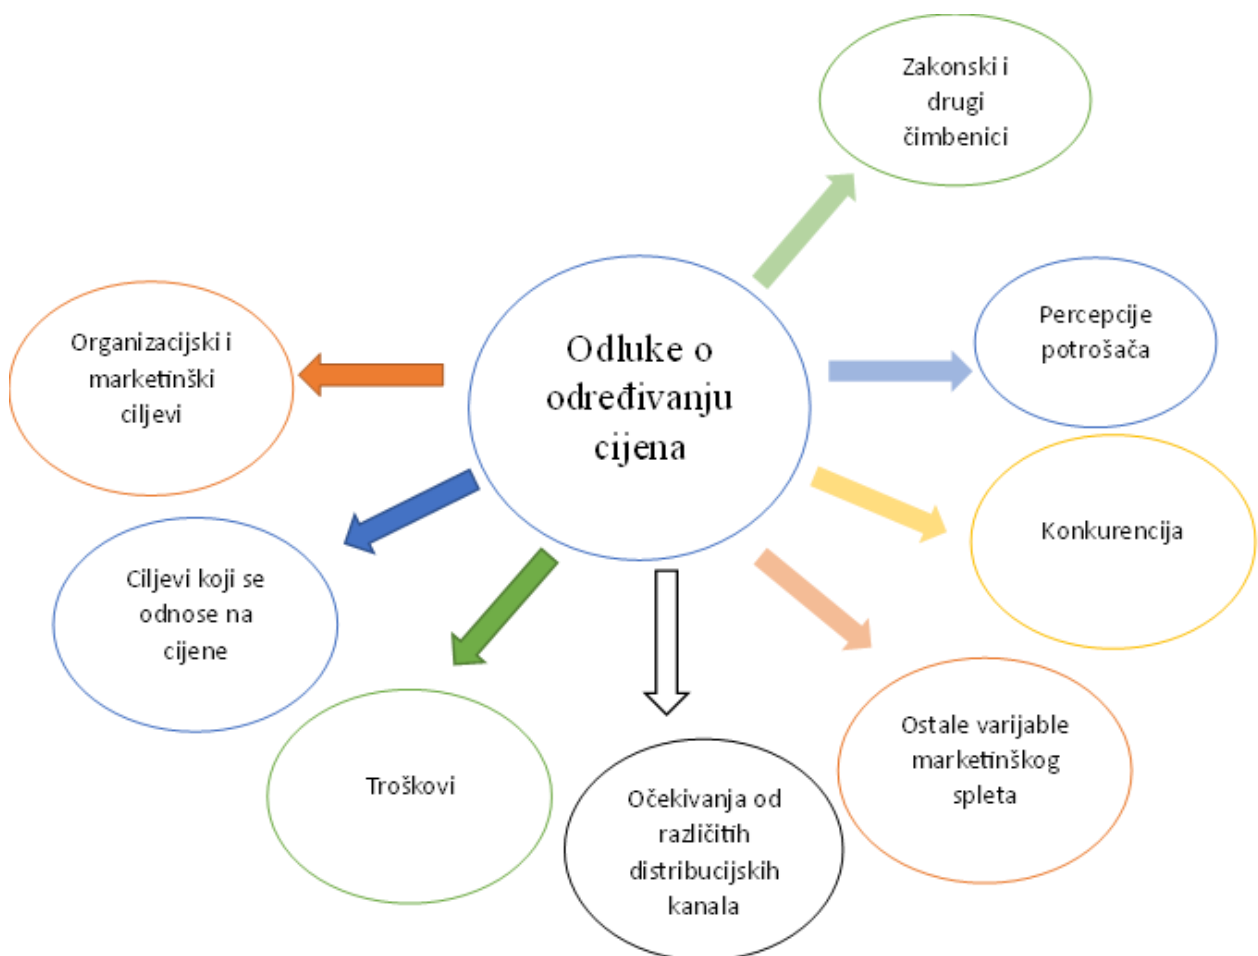 Zakonski i
drugi
čimbenici
Percepcije
potrošača
Organizacijski i
marketinški
ciljevi
Odluke o
određivanju
cijena
Konkurencija
Ciljevi koji se
odnose na
cijene
Ostale varijable
marketinškog
spleta
Troškovi
Očekivanja od
različitih
distribucijskih
kanala